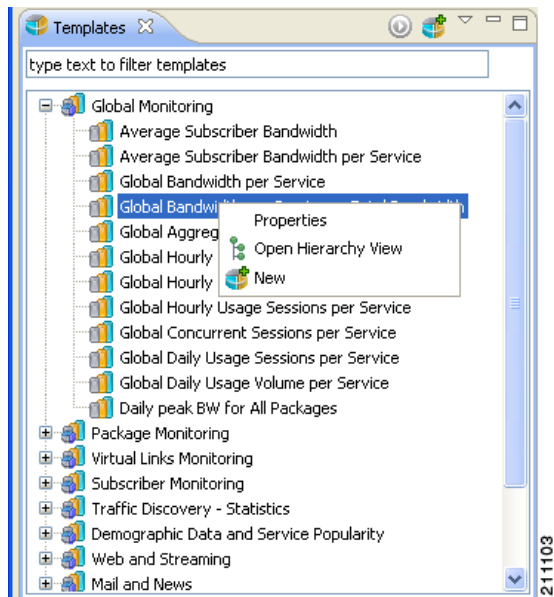 Templates
type text to filter templates
Global Monitoring
Average Subscriber Bandwidth
Average Subscriber Bandwidth per Service
Global Bandwidth per Service
Global
Properties
Global
Open Hierarchy View
Global Hourly
New
Global Hourly Usage Sessions per Service
Global Concurrent Sessions per Service
Global Daily Usage Sessions per Service
Global Daily Usage Volume per Service
Daily peak BW for All Packages
Package Monitoring
Virtual Links Monitoring
Subscriber Monitoring
Traffic Discovery - Statistics
Demographic Data and Service Popularity
Web and Streaming
Mail and News
211103